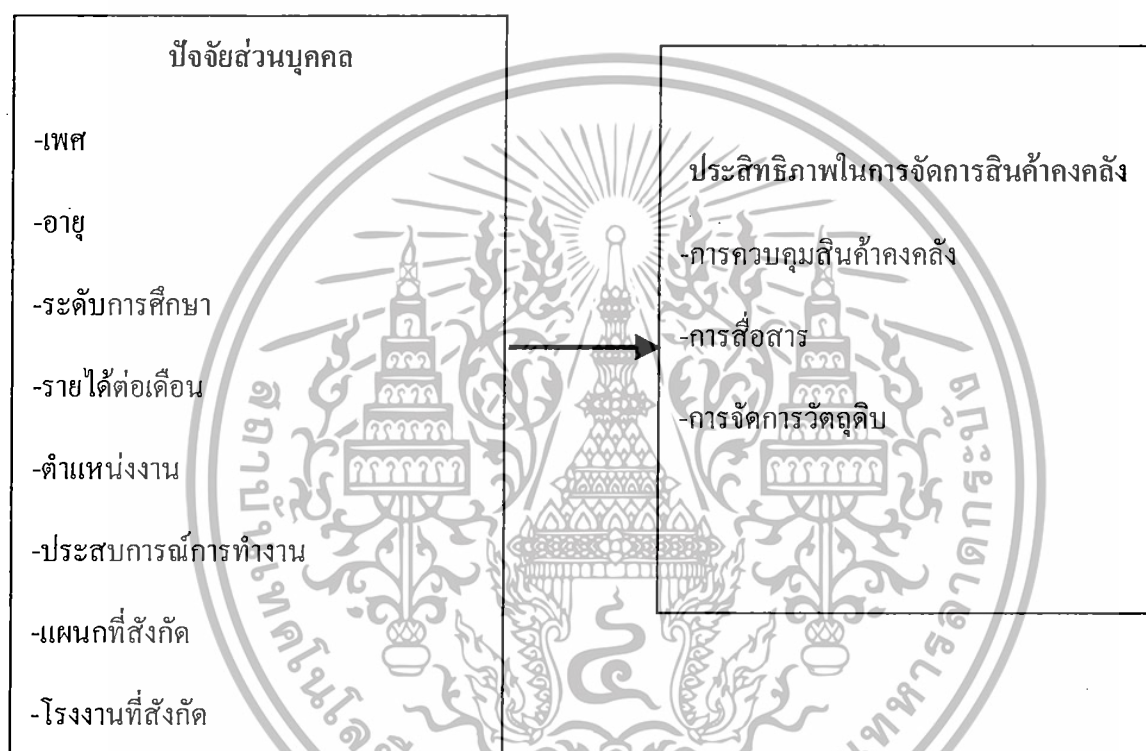 ปัจจัยส่วนบุคคล
-เพศ
-อายุ
-ระดับการศึกษา
-รายได้ต่อเดือน
-ตำแหน่งงาน
-ประสบการณ์การทำงาน
-แผนกที่สังกัด
-โรงงานที่สังกัด
ประสิทธิภาพในการจัดการสินค้าคงคลัง
-การควบคุมสินค้าคงคลัง
-การสื่อสาร
-การจัดการวัตถุดิบ